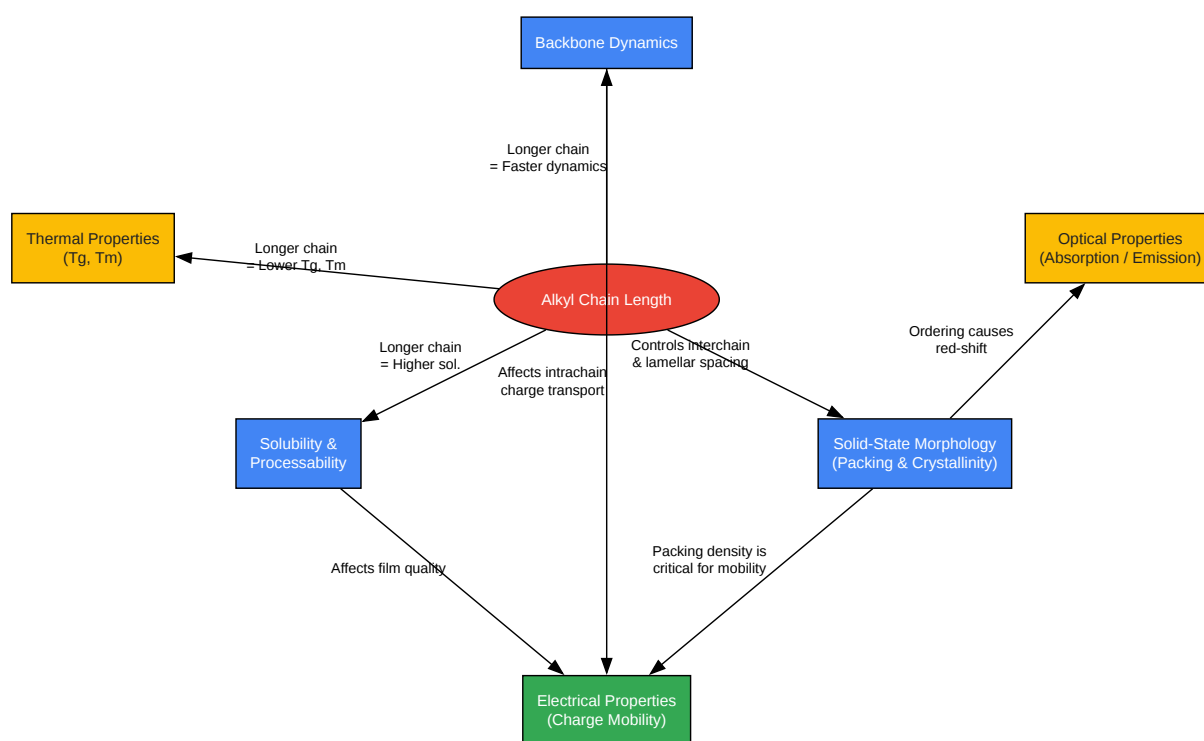 Backbone Dynamics
Longer chain
= Faster dynamics
Thermal Properties
(Tg, Tm)
Longer chain
= Lower Tg, Tm
Optical Properties
(Absorption / Emission)
Alkyl Chain Length
Ordering causes
red-shift
Longer chain
= Higher sol.
Affects intrachain
charge transport
Controls interchain
& lamellar spacing
Solubility &
Processability
Solid-State Morphology
(Packing & Crystallinity)
Affects film quality
Packing density is
critical for mobility
Electrical Properties
(Charge Mobility)